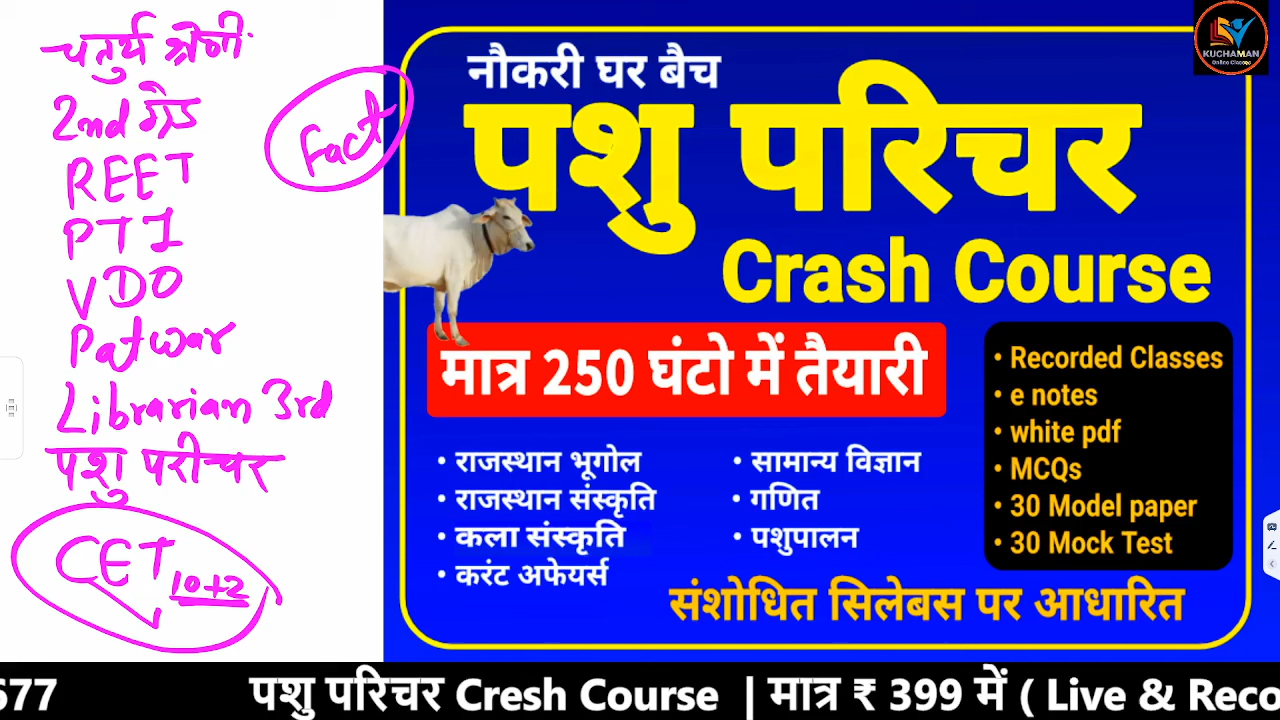 चतुर्थ श्रेणी
2nd ग्रेड
REET
PTI
VDO
Patwar
Librarian 3rd
पशु परीचर
CET 10+2
Fact
KUCHAMAN
Online Classes
नौकरी घर बैच
पशु परिचर
Crash Course
मात्र 250 घंटो में तैयारी
• राजस्थान भूगोल
• राजस्थान संस्कृति
• कला संस्कृति
• करंट अफेयर्स
• सामान्य विज्ञान
• गणित
• पशुपालन
• Recorded Classes
• e notes
• white pdf
• MCQs
• 30 Model paper
• 30 Mock Test
संशोधित सिलेबस पर आधारित
677 पशु परिचर Cresh Course | मात्र ₹ 399 में ( Live & Reco